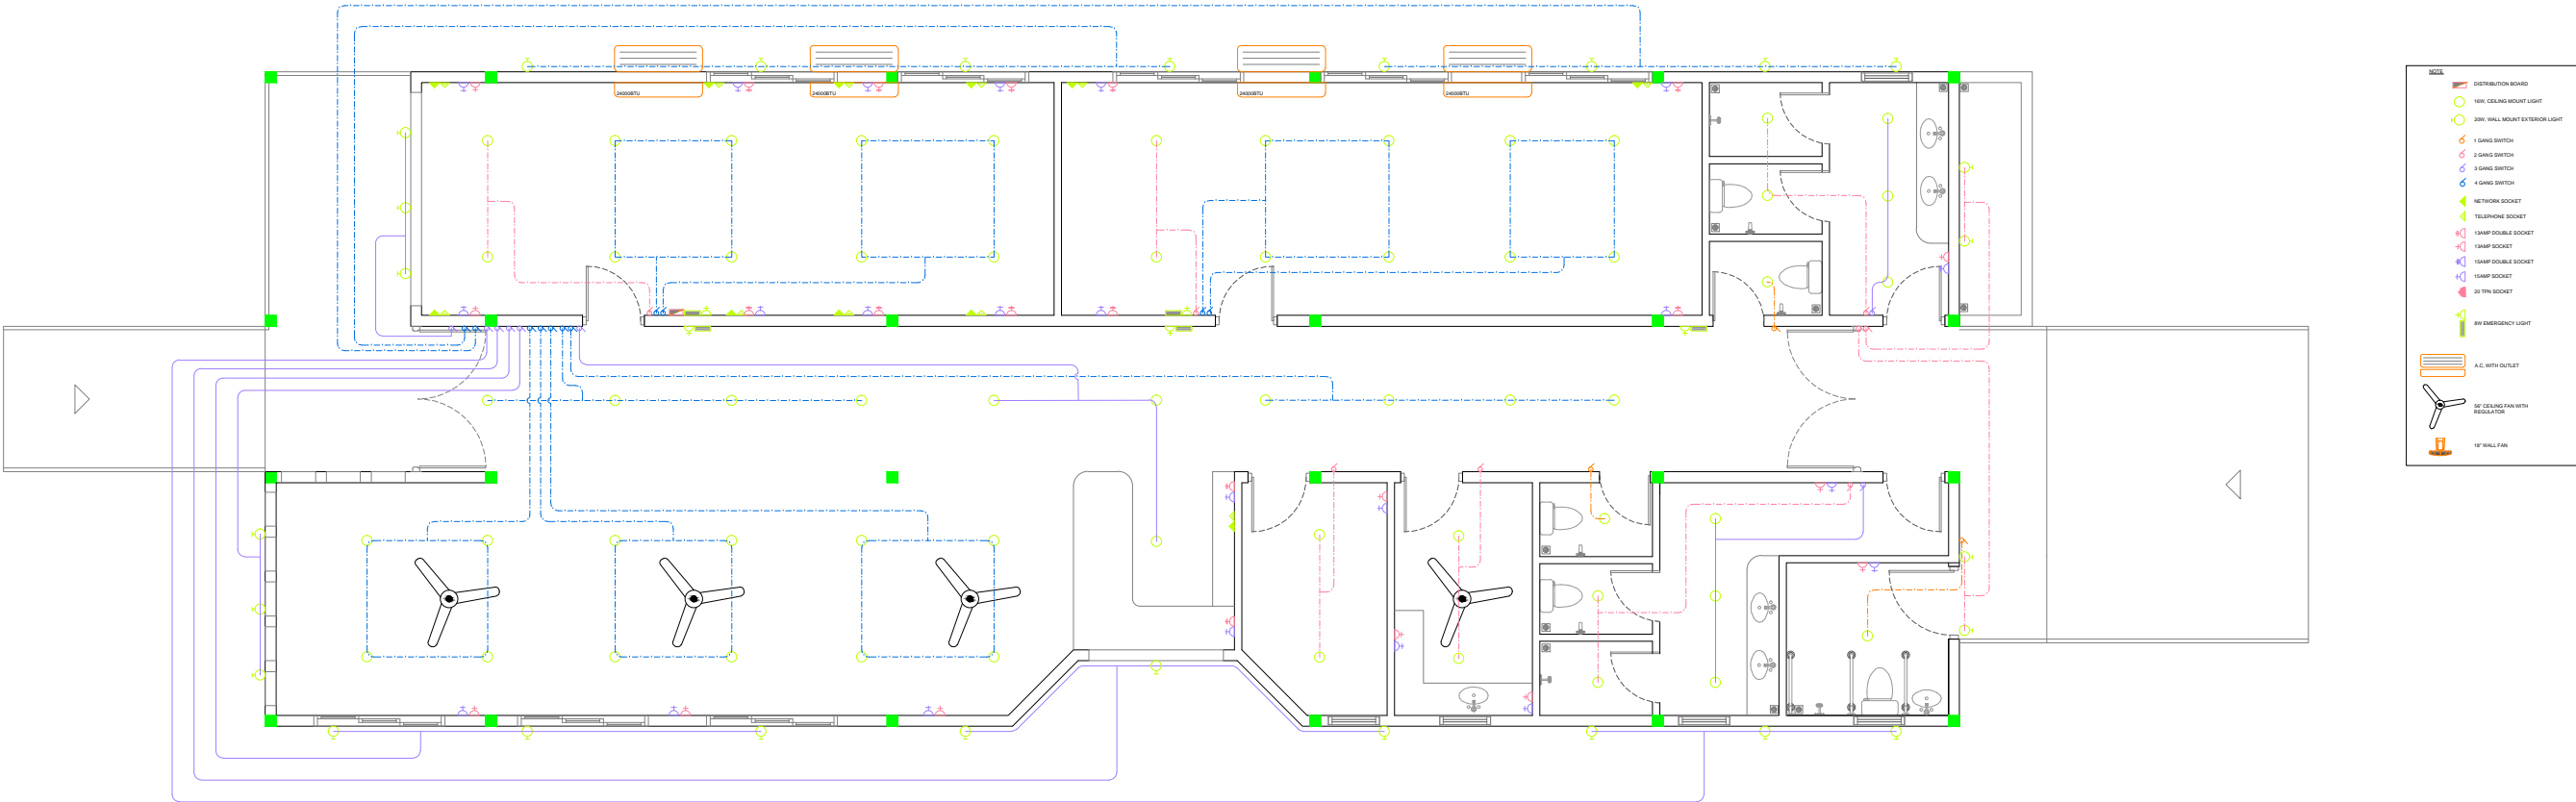 24000BTU
24000BTU
24000BTU
24000BTU
NOTE
DISTRIBUTION BOARD
16W, CEILING MOUNT LIGHT
20W, WALL MOUNT EXTERIOR LIGHT
1 GANG SWITCH
2 GANG SWITCH
3 GANG SWITCH
4 GANG SWITCH
NETWORK SOCKET
TELEPHONE SOCKET
13AMP DOUBLE SOCKET
13AMP SOCKET
15AMP DOUBLE SOCKET
15AMP SOCKET
20 TPN SOCKET
8W EMERGENCY LIGHT
A.C. WITH OUTLET
56" CEILING FAN WITH
REGULATOR
18" WALL FAN